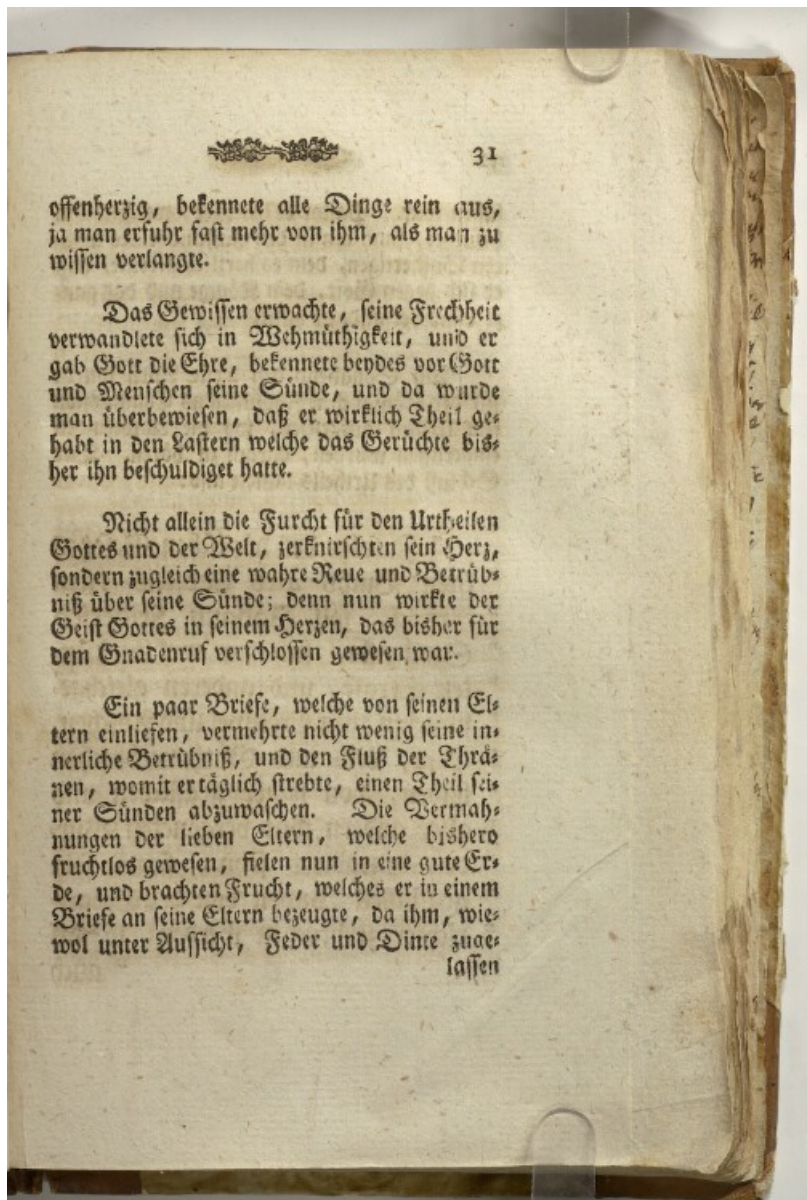 31
offenherzig, bekennete alle Dinge rein aus,
ja man erfuhr fast mehr von ihm, als man zu
wissen verlangte.
Das Gewissen erwachte, seine Frechheit
verwandlete sich in Wehmüthigkeit, und er
gab Gott die Ehre, bekennete beydes vor Gott
und Menschen seine Sünde, und da wurde
man überbewiesen, daß er wirklich Theil ge-
habt in den Lastern welche das Gerüchte bis-
her ihn beschuldiget hatte.
Nicht allein die Furcht für den Urtheilen
Gottes und der Welt, zerknirschten sein Herz,
sondern zugleich eine wahre Reue und Betrüb-
niß über seine Sünde; denn nun wirkte der
Geist Gottes in seinem Herzen, das bisher für
dem Gnadenruf verschlossen gewesen war.
Ein paar Briefe, welche von seinen El-
tern einliefen, vermehrte nicht wenig seine in-
nerliche Betrübniß, und den Fluß der Thrä-
nen, womit er täglich strebte, einen Theil sei-
ner Sünden abzuwaschen. Die Vermah-
nungen der lieben Eltern, welche bishero
fruchtlos gewesen, fielen nun in eine gute Er-
de, und brachten Frucht, welches er in einem
Briefe an seine Eltern bezeugte, da ihm, wie-
wol unter Aufsicht, Feder und Dinte zuge-
lassen